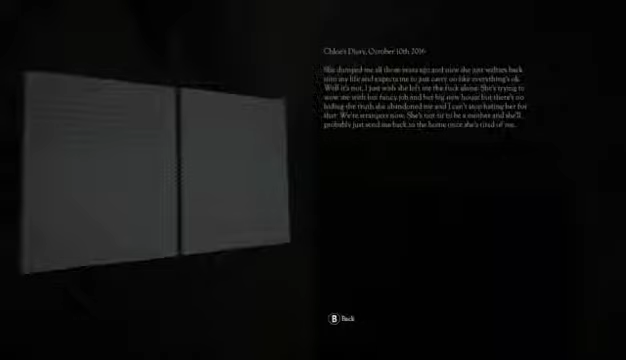 Chloe's Diary, October 10th 2016
She dumped me all those years ago and now she just waltzes back
into my life and expects me to just carry on like everything's ok.
Well it's not, I just wish she left me the fuck alone. She's trying to
wow me with her fancy job and her big new house but there's no
hiding the truth she abandoned me and I can't stop hating her for
that. We're strangers now. She's not fit to be a mother and she'll
probably just send me back to the home once she's tired of me.
B Back